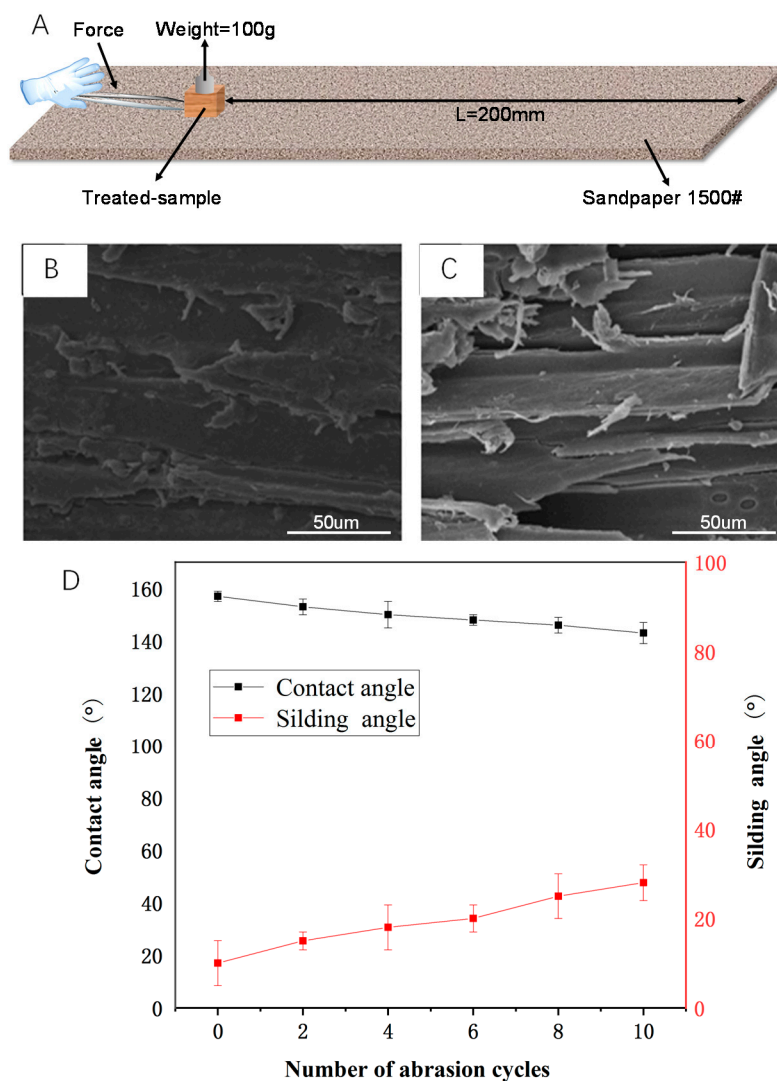 A
Force
Weight=100g
L=200mm
Treated-sample
Sandpaper 1500#
B
50um
C
50um
D
160
140
120
100
80
60
40
20
0
100
80
60
40
20
0
Contact angle (°)
Contact angle
Silding angle
Silding angle (°)
0 2 4 6 8 10
Number of abrasion cycles